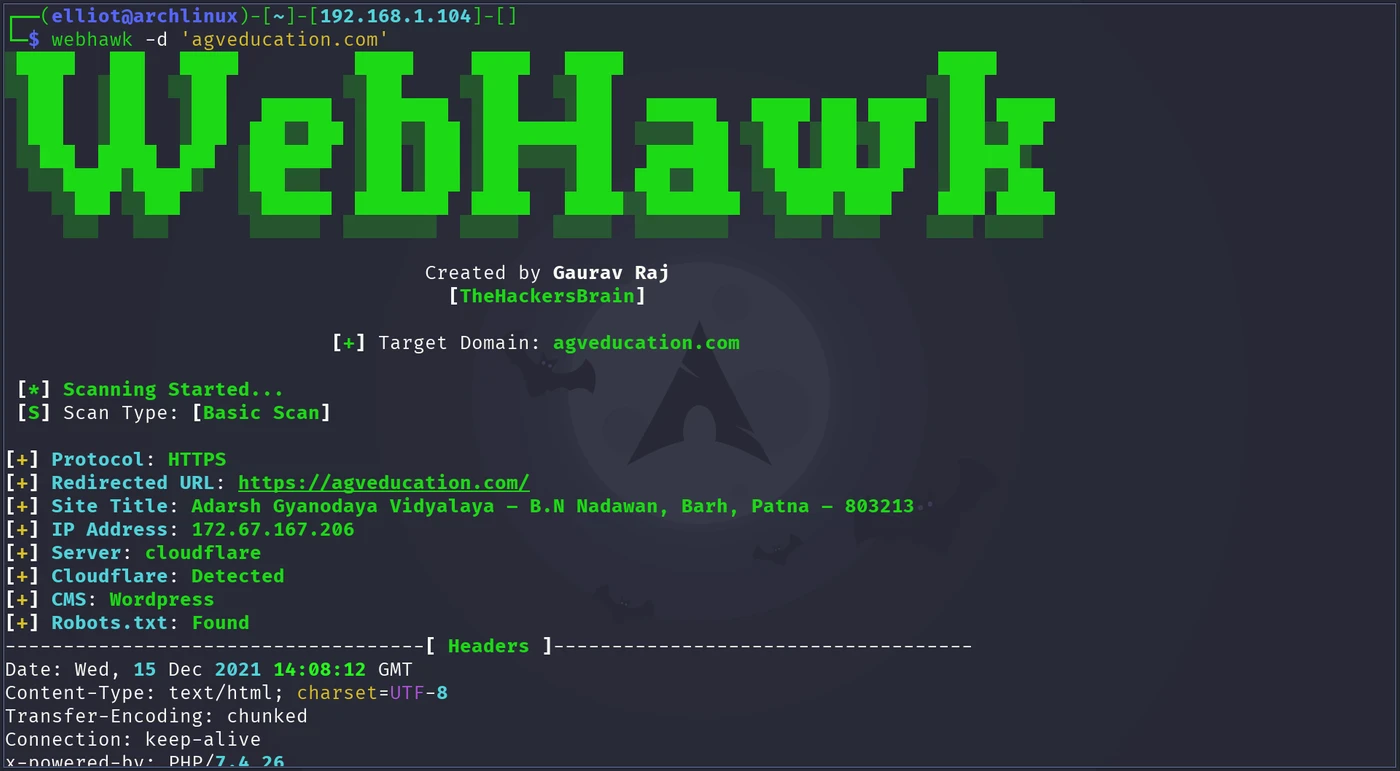 ┌──(elliot@archlinux)-[~]-[192.168.1.104]-[]
└─$ webhawk -d 'agveducation.com'
WebHawk
Created by Gaurav Raj
[TheHackersBrain]
[+] Target Domain: agveducation.com
[*] Scanning Started...
[S] Scan Type: [Basic Scan]
[+] Protocol: HTTPS
[+] Redirected URL: https://agveducation.com/
[+] Site Title: Adarsh Gyanodaya Vidyalaya – B.N Nadawan, Barh, Patna – 803213
[+] IP Address: 172.67.167.206
[+] Server: cloudflare
[+] Cloudflare: Detected
[+] CMS: Wordpress
[+] Robots.txt: Found
------------------------------------[ Headers ]------------------------------------
Date: Wed, 15 Dec 2021 14:08:12 GMT
Content-Type: text/html; charset=UTF-8
Transfer-Encoding: chunked
Connection: keep-alive
x-powered-by: PHP/7.4.26